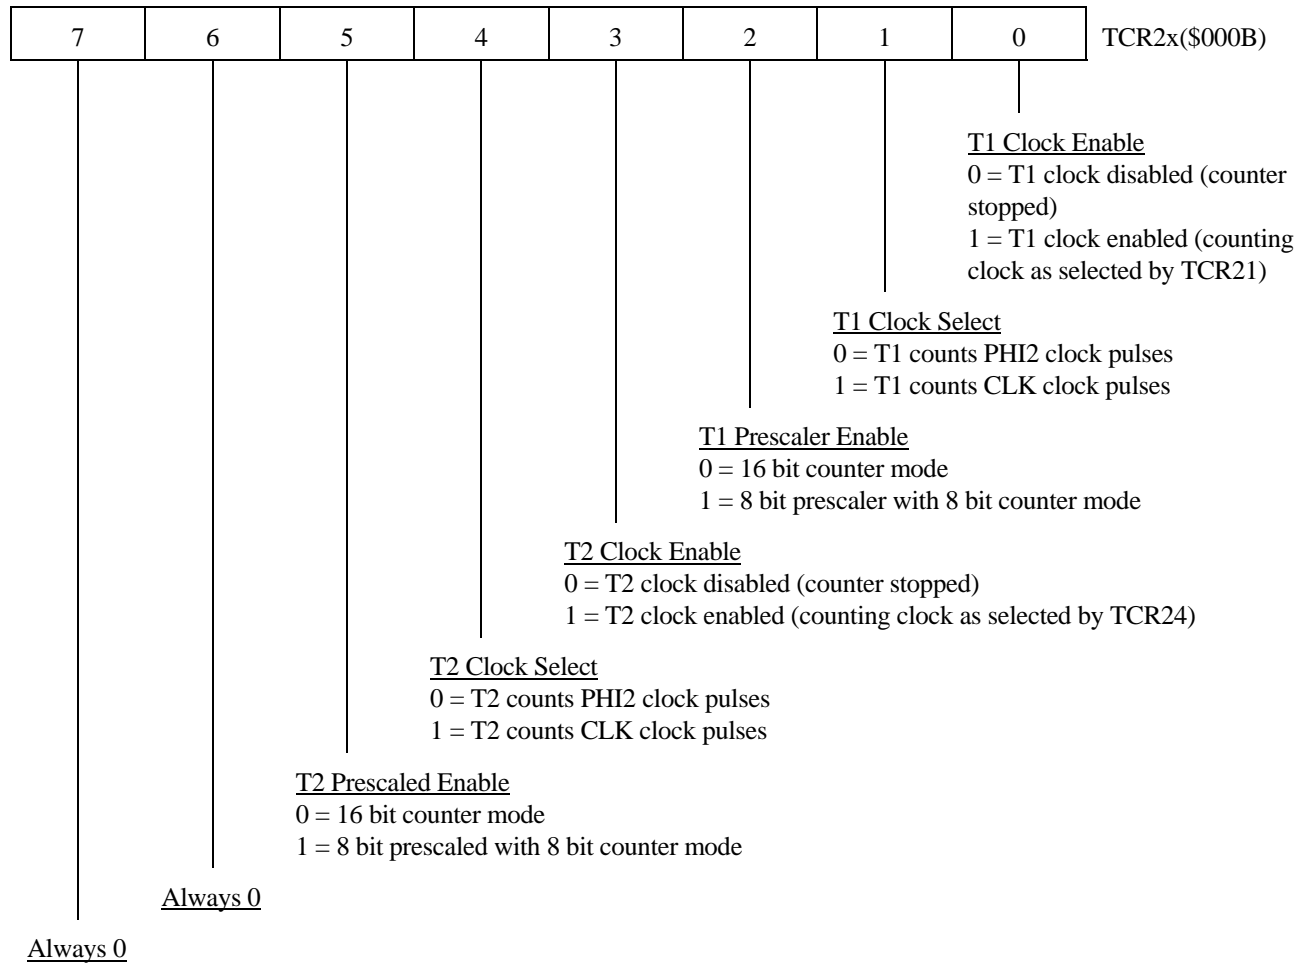 7 6 5 4 3 2 1 0 TCR2x($000B)
T1 Clock Enable
0 = T1 clock disabled (counter
stopped)
1 = T1 clock enabled (counting
clock as selected by TCR21)
T1 Clock Select
0 = T1 counts PHI2 clock pulses
1 = T1 counts CLK clock pulses
T1 Prescaler Enable
0 = 16 bit counter mode
1 = 8 bit prescaler with 8 bit counter mode
T2 Clock Enable
0 = T2 clock disabled (counter stopped)
1 = T2 clock enabled (counting clock as selected by TCR24)
T2 Clock Select
0 = T2 counts PHI2 clock pulses
1 = T2 counts CLK clock pulses
T2 Prescaled Enable
0 = 16 bit counter mode
1 = 8 bit prescaled with 8 bit counter mode
Always 0
Always 0